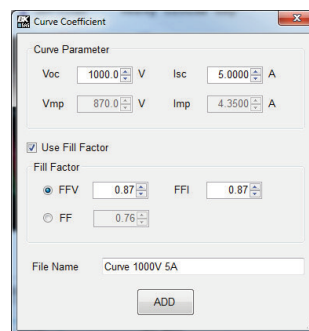 Curve Coefficient
Curve Parameter
Voc 1000.0 V Isc 5.0000 A
Vmp 870.0 V Imp 4.3500 A
Use Fill Factor
Fill Factor
FFV 0.87 FFI 0.87
FF 0.76
File Name Curve 1000V 5A
ADD